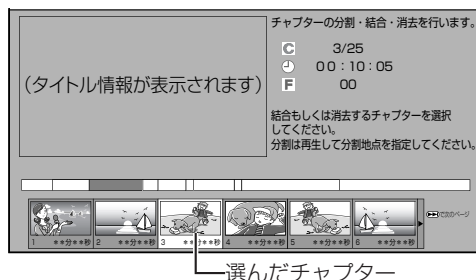 チャプターの分割・結合・消去を行います。
C 3/25
00:10:05
F 00
(タイトル情報が表示されます)
結合もしくは消去するチャプターを選択
してください。
分割は再生して分割地点を指定してください。
1 **分**秒 2 **分**秒 3 **分**秒 4 **分**秒 5 **分**秒 6 **分**秒
で次のページ
選んだチャプター